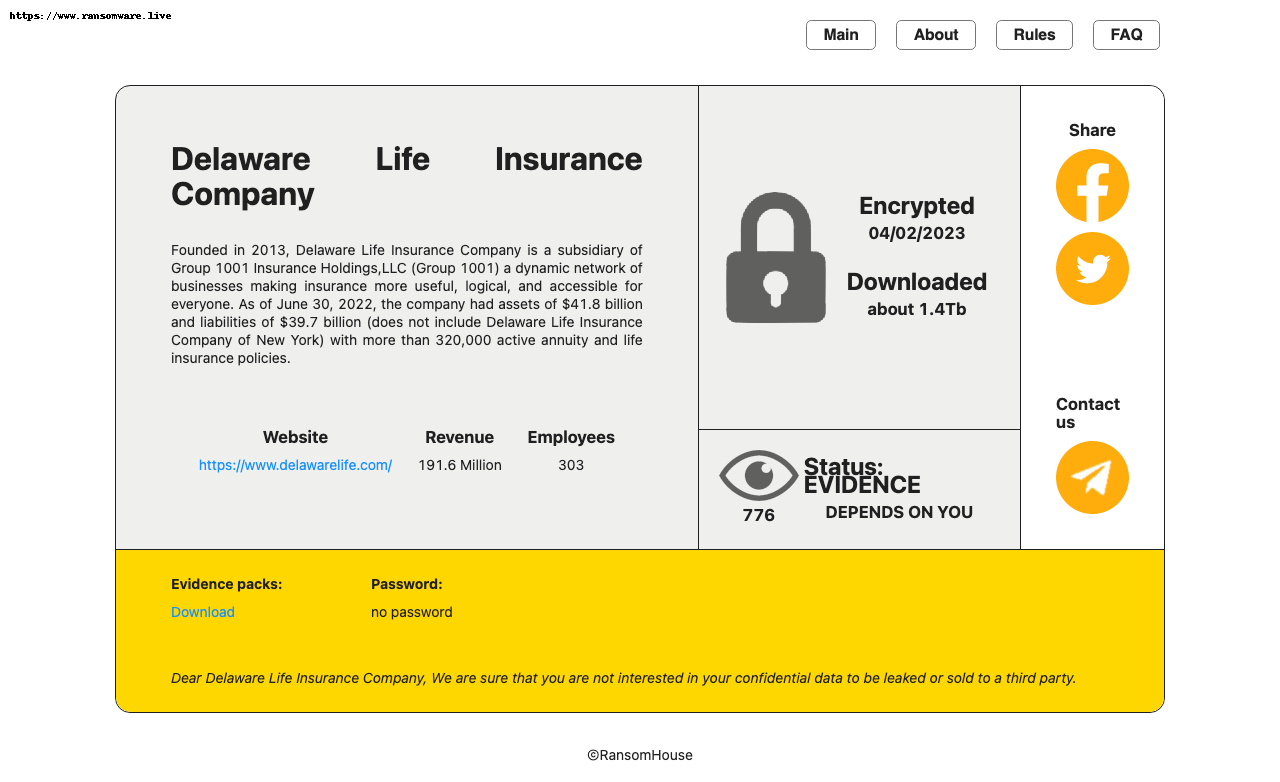 https://www.ransomware.live
Main About Rules FAQ
Delaware Life Insurance
Company
Founded in 2013, Delaware Life Insurance Company is a subsidiary of
Group 1001 Insurance Holdings,LLC (Group 1001) a dynamic network of
businesses making insurance more useful, logical, and accessible for
everyone. As of June 30, 2022, the company had assets of $41.8 billion
and liabilities of $39.7 billion (does not include Delaware Life Insurance
Company of New York) with more than 320,000 active annuity and life
insurance policies.
Website Revenue Employees
https://www.delawarelife.com/ 191.6 Million 303
Encrypted
04/02/2023
Downloaded
about 1.4Tb
Status:
EVIDENCE
776 DEPENDS ON YOU
Share
Contact
us
Evidence packs: Password:
Download no password
Dear Delaware Life Insurance Company, We are sure that you are not interested in your confidential data to be leaked or sold to a third party.
©RansomHouse